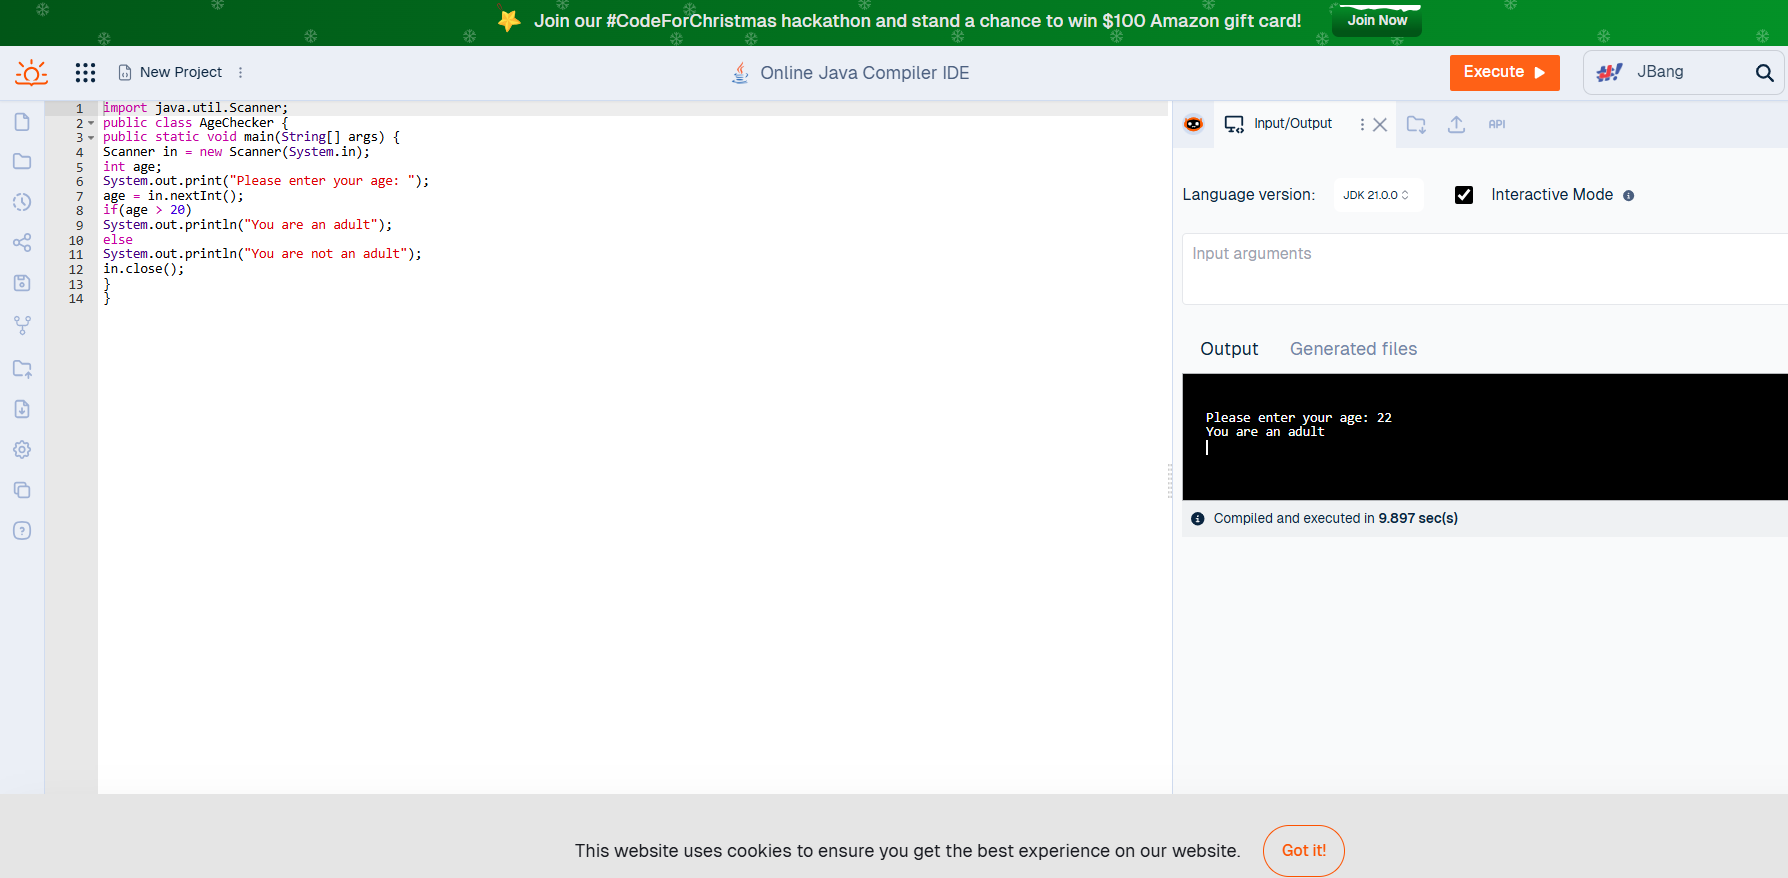 Join our #CodeForChristmas hackathon and stand a chance to win $100 Amazon gift card! Join Now
New Project
Online Java Compiler IDE
Execute
#!
JBang
1 import java.util.Scanner;
2 public class AgeChecker {
3 public static void main(String[] args) {
4 Scanner in = new Scanner(System.in);
5 int age;
6 System.out.print("Please enter your age: ");
7 age = in.nextInt();
8 if(age > 20)
9 System.out.println("You are an adult");
10 else
11 System.out.println("You are not an adult");
12 in.close();
13 }
14 }
Input/Output
API
Language version: JDK 21.0.0 Interactive Mode
Input arguments
Output Generated files
Please enter your age: 22
You are an adult
Compiled and executed in 9.897 sec(s)
This website uses cookies to ensure you get the best experience on our website. Got it!